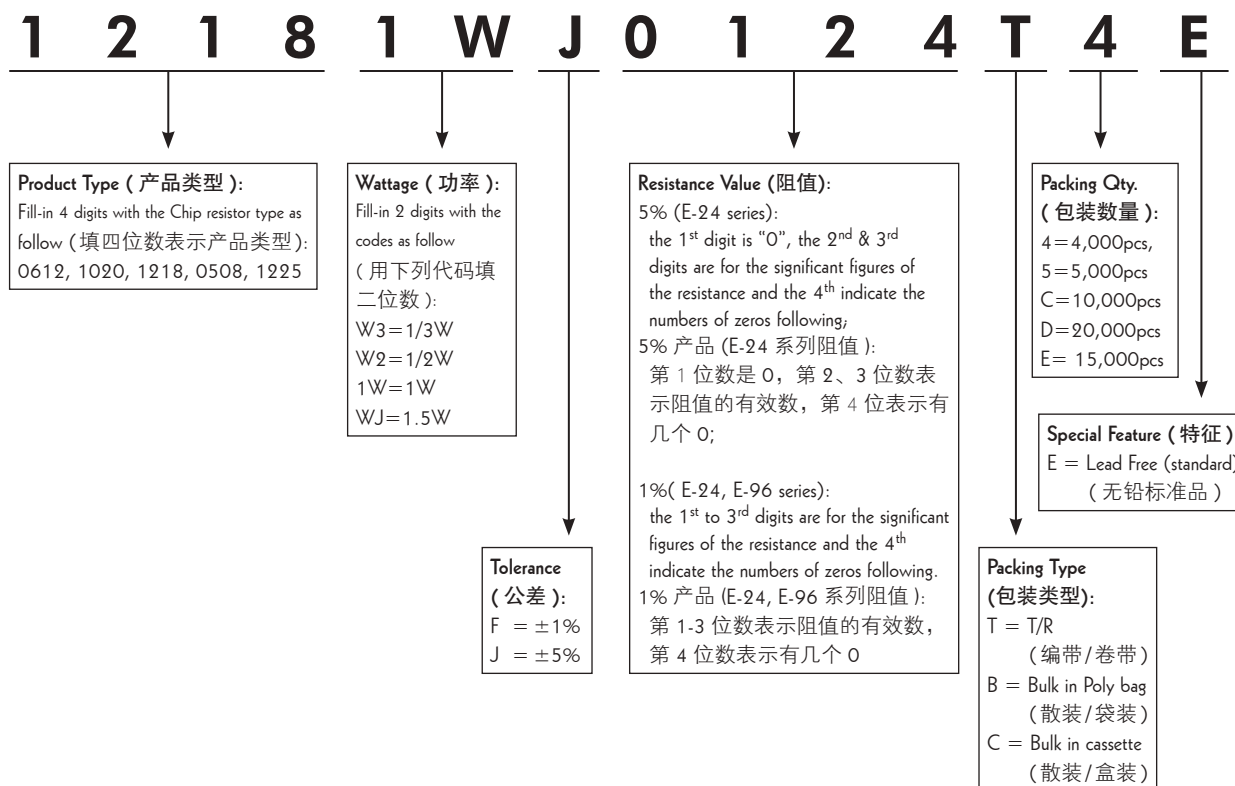 1 2 1 8 1 W J 0 1 2 4 T 4 E
Product Type ( 产品类型 ):
Fill-in 4 digits with the Chip resistor type as
follow ( 填四位数表示产品类型 ):
0612, 1020, 1218, 0508, 1225
Wattage ( 功率 ):
Fill-in 2 digits with the
codes as follow
( 用下列代码填
二位数 ):
W3=1/3W
W2=1/2W
1W=1W
WJ=1.5W
Tolerance
( 公差 ):
F = ±1%
J = ±5%
Resistance Value (阻值):
5% (E-24 series):
the 1st digit is “0”, the 2nd & 3rd
digits are for the significant figures of
the resistance and the 4th indicate the
numbers of zeros following;
5% 产品 (E-24 系列阻值 ):
第 1 位数是 0，第 2、3 位数表
示阻值的有效数，第 4 位表示有
几个 0;
1%( E-24, E-96 series):
the 1st to 3rd digits are for the significant
figures of the resistance and the 4th
indicate the numbers of zeros following.
1% 产品 (E-24, E-96 系列阻值 ):
第 1-3 位数表示阻值的有效数，
第 4 位数表示有几个 0
Packing Type
(包装类型):
T = T/R
( 编带/卷带 )
B = Bulk in Poly bag
( 散装/袋装 )
C = Bulk in cassette
( 散装/盒装 )
Packing Qty.
( 包装数量 ):
4=4,000pcs,
5=5,000pcs
C=10,000pcs
D=20,000pcs
E= 15,000pcs
Special Feature ( 特征 )
E = Lead Free (standard)
( 无铅标准品 )